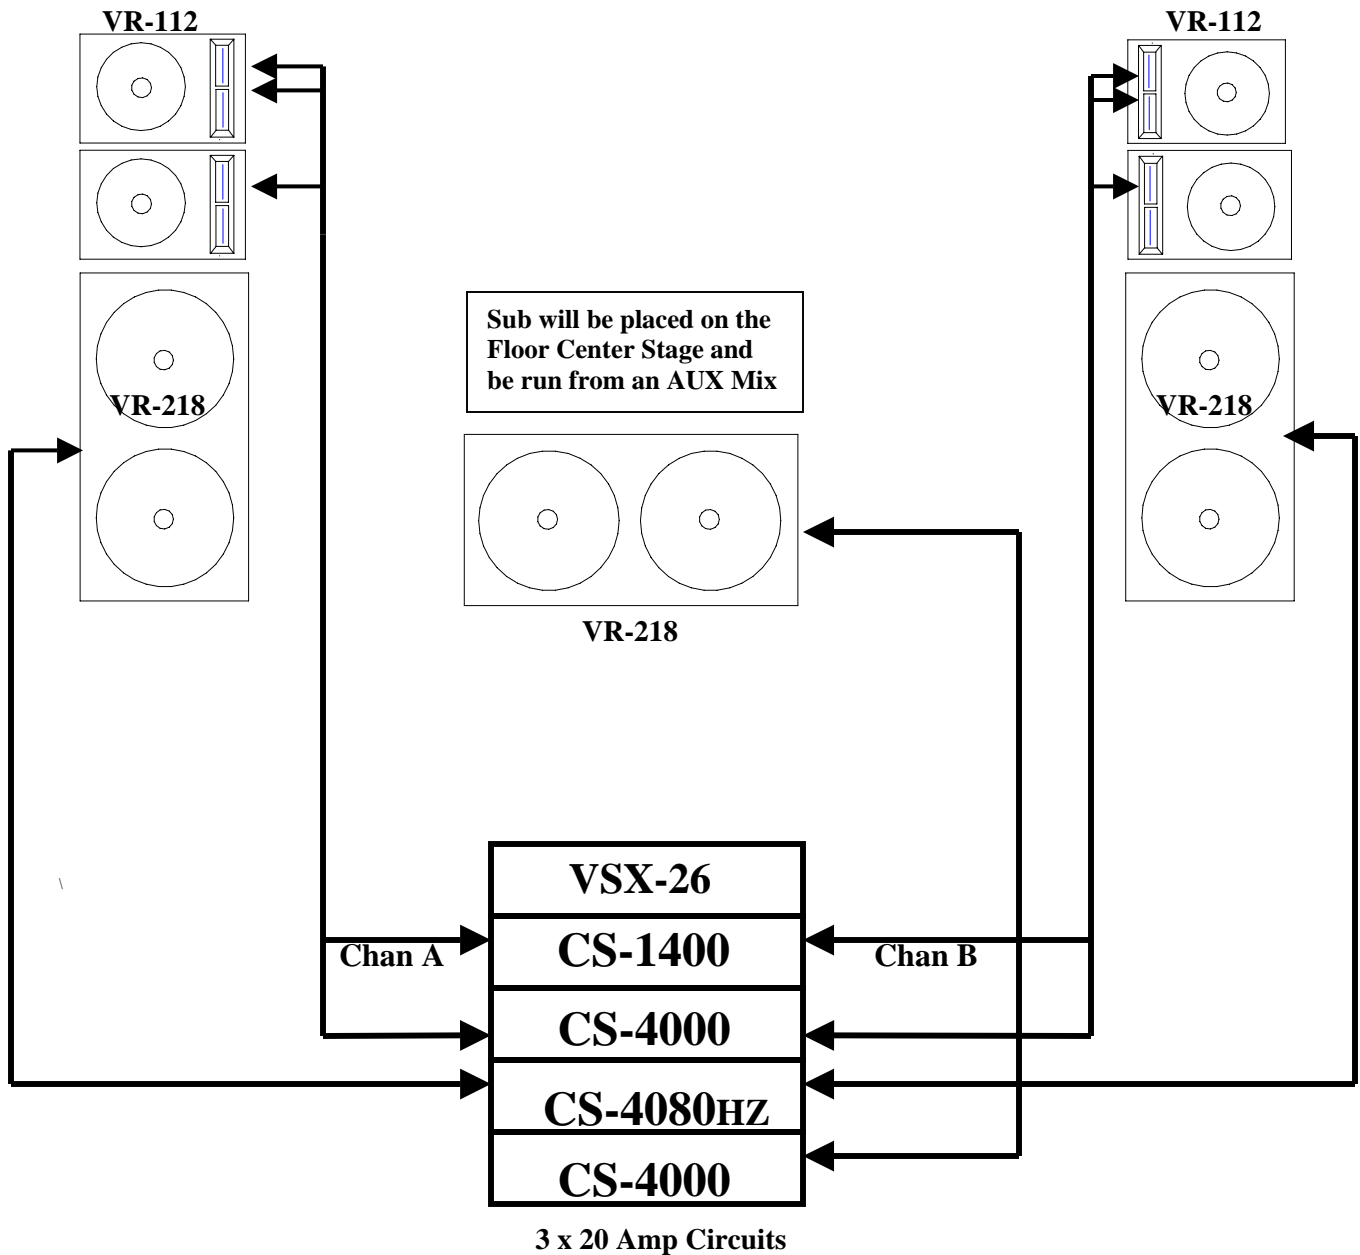 VR-112
VR-112
Sub will be placed on the
Floor Center Stage and
be run from an AUX Mix
VR-218
VR-218
VR-218
VSX-26
CS-1400
Chan A
Chan B
CS-4000
CS-4080HZ
CS-4000
3 x 20 Amp Circuits
\